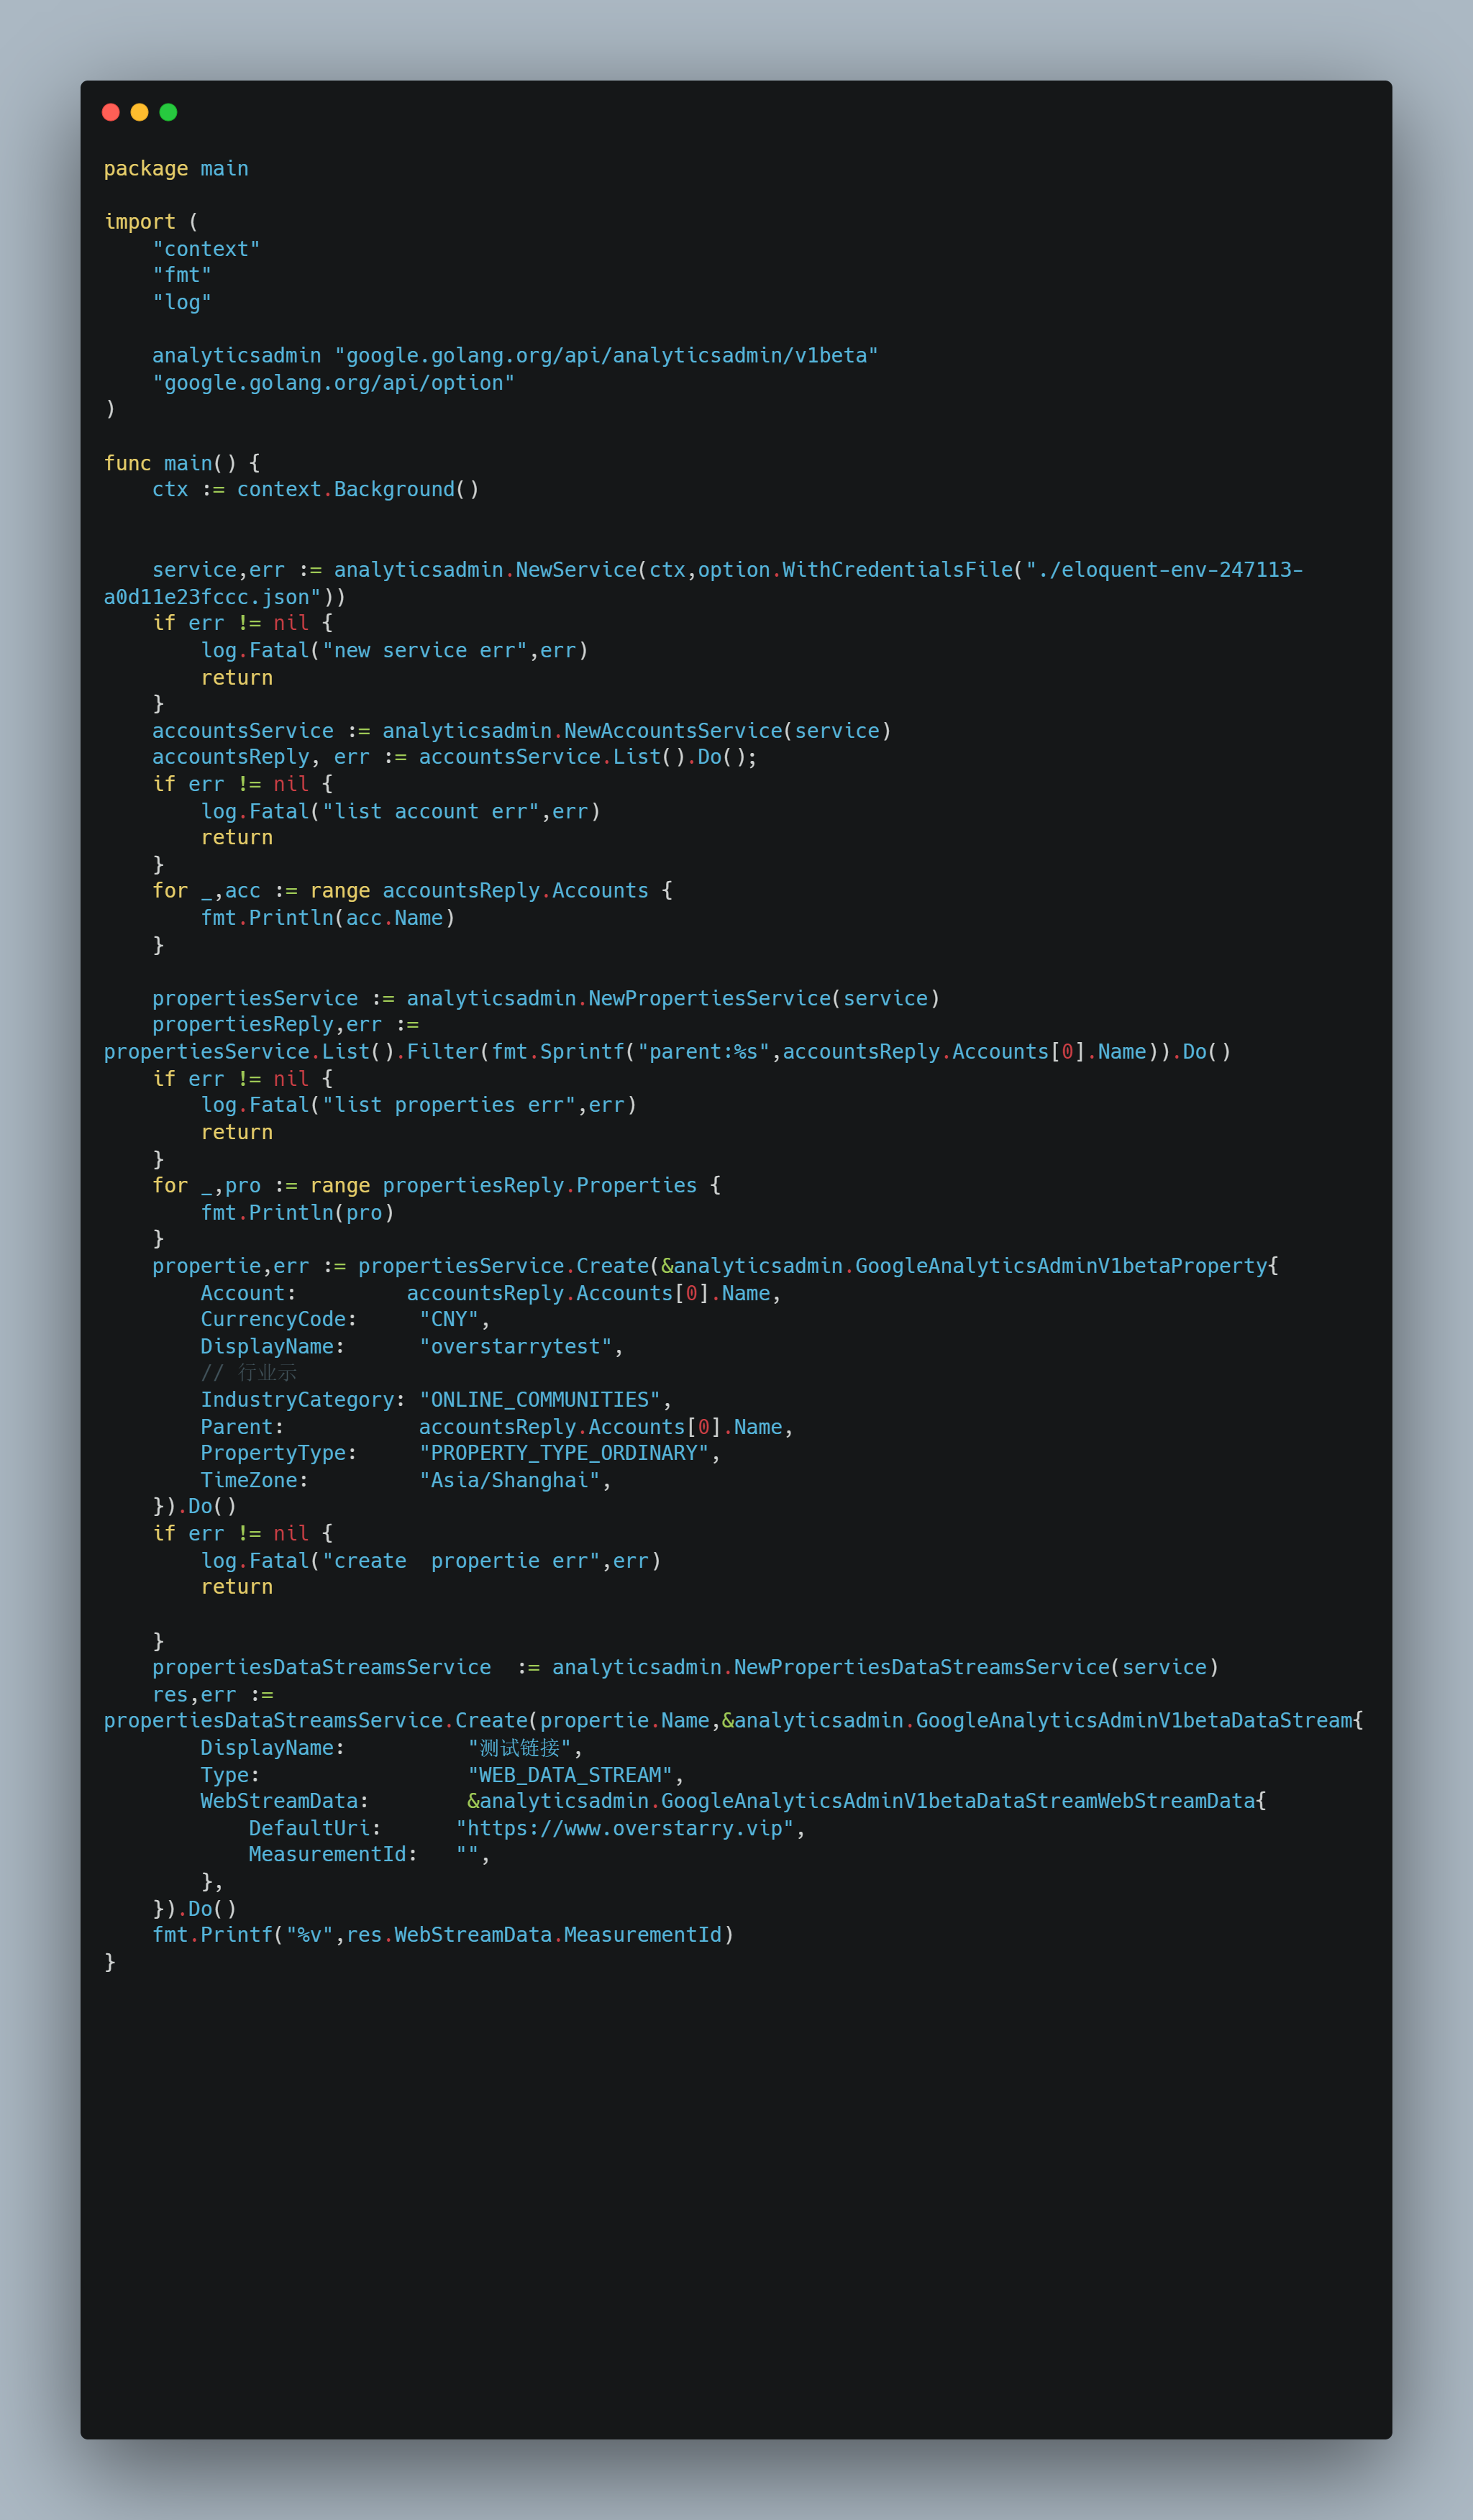 package main
import (
    "context"
    "fmt"
    "log"
    analyticsadmin "google.golang.org/api/analyticsadmin/v1beta"
    "google.golang.org/api/option"
)
func main() {
    ctx := context.Background()
    service,err := analyticsadmin.NewService(ctx,option.WithCredentialsFile("./eloquent-env-247113-
a0d11e23fccc.json"))
    if err != nil {
        log.Fatal("new service err",err)
        return
    }
    accountsService := analyticsadmin.NewAccountsService(service)
    accountsReply, err := accountsService.List().Do();
    if err != nil {
        log.Fatal("list account err",err)
        return
    }
    for _,acc := range accountsReply.Accounts {
        fmt.Println(acc.Name)
    }
    propertiesService := analyticsadmin.NewPropertiesService(service)
    propertiesReply,err :=
propertiesService.List().Filter(fmt.Sprintf("parent:%s",accountsReply.Accounts[0].Name)).Do()
    if err != nil {
        log.Fatal("list properties err",err)
        return
    }
    for _,pro := range propertiesReply.Properties {
        fmt.Println(pro)
    }
    propertie,err := propertiesService.Create(&analyticsadmin.GoogleAnalyticsAdminV1betaProperty{
        Account:         accountsReply.Accounts[0].Name,
        CurrencyCode:     "CNY",
        DisplayName:      "overstarrytest",
        // 行业示
        IndustryCategory: "ONLINE_COMMUNITIES",
        Parent:           accountsReply.Accounts[0].Name,
        PropertyType:     "PROPERTY_TYPE_ORDINARY",
        TimeZone:         "Asia/Shanghai",
    }).Do()
    if err != nil {
        log.Fatal("create  propertie err",err)
        return
    }
    propertiesDataStreamsService  := analyticsadmin.NewPropertiesDataStreamsService(service)
    res,err :=
propertiesDataStreamsService.Create(propertie.Name,&analyticsadmin.GoogleAnalyticsAdminV1betaDataStream{
        DisplayName:          "测试链接",
        Type:                 "WEB_DATA_STREAM",
        WebStreamData:        &analyticsadmin.GoogleAnalyticsAdminV1betaDataStreamWebStreamData{
            DefaultUri:      "https://www.overstarry.vip",
            MeasurementId:   "",
        },
    }).Do()
    fmt.Printf("%v",res.WebStreamData.MeasurementId)
}